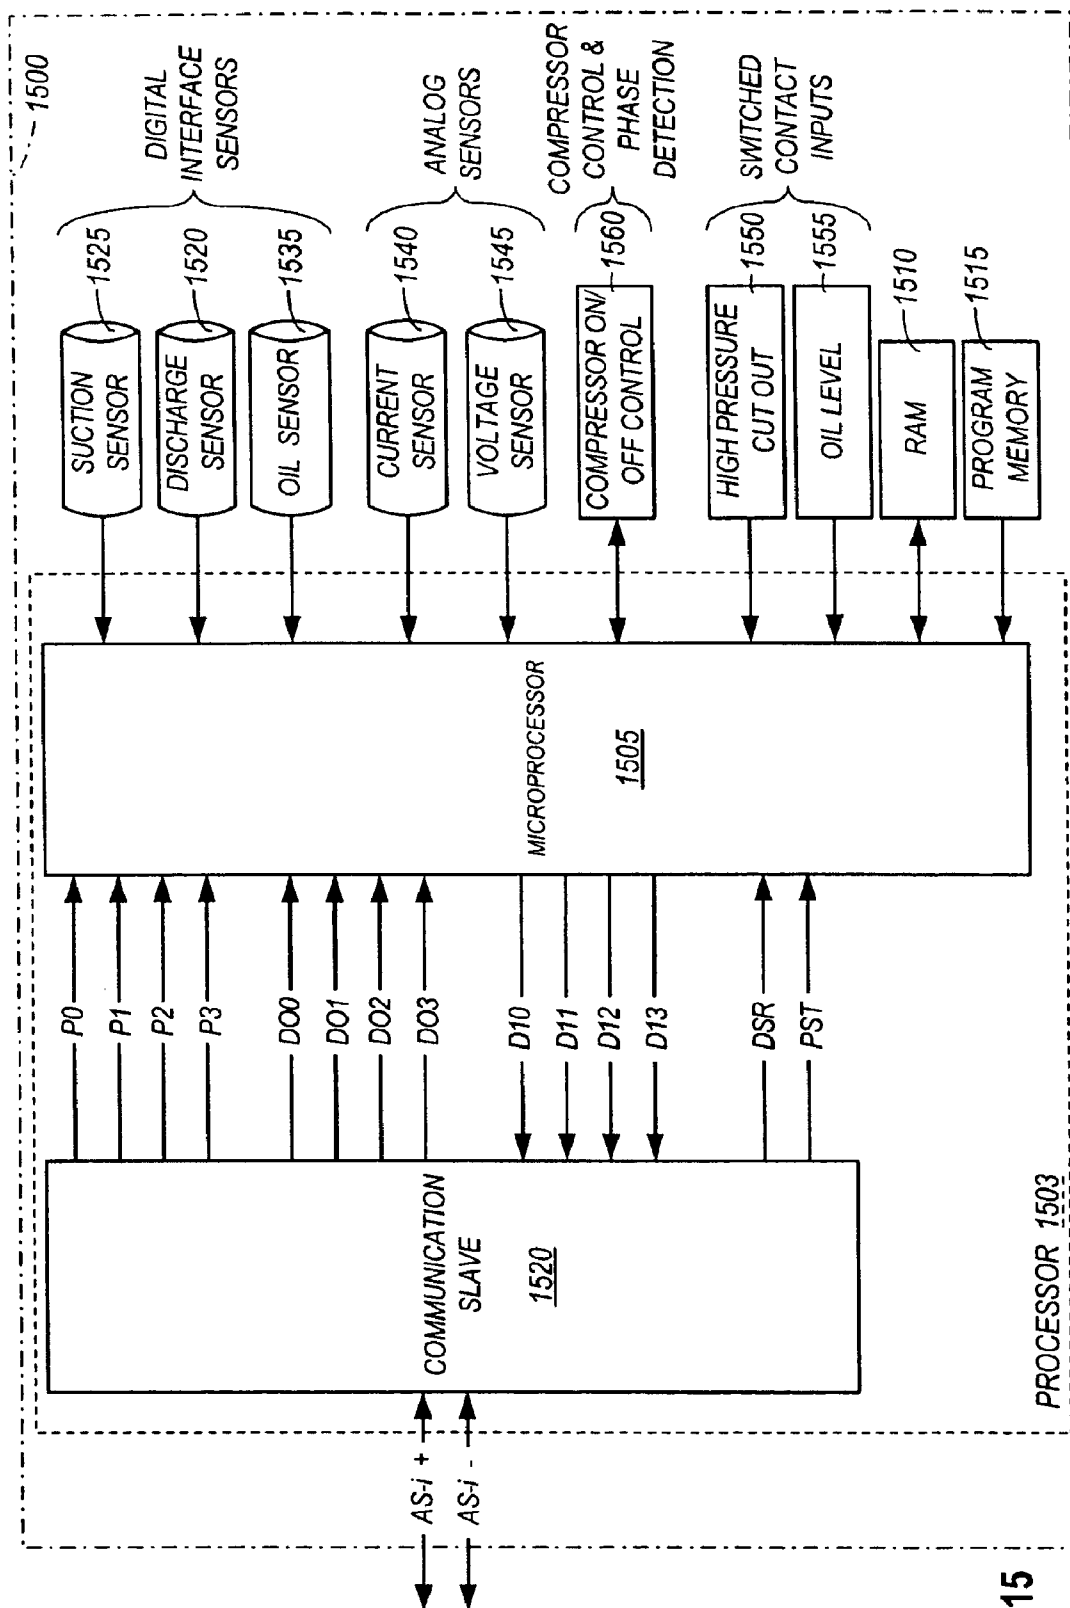 1500
DIGITAL
INTERFACE
SENSORS
ANALOG
SENSORS
COMPRESSOR
CONTROL &
PHASE
DETECTION
SWITCHED
CONTACT
INPUTS
1525
1520
1535
1540
1545
1560
1550
1555
1510
1515
SUCTION
SENSOR
DISCHARGE
SENSOR
OIL SENSOR
CURRENT
SENSOR
VOLTAGE
SENSOR
COMPRESSOR ON/
OFF CONTROL
HIGH PRESSURE
CUT OUT
OIL LEVEL
RAM
PROGRAM
MEMORY
MICROPROCESSOR
1505
P0
P1
P2
P3
DO0
DO1
DO2
DO3
D10
D11
D12
D13
DSR
PST
COMMUNICATION
SLAVE
1520
PROCESSOR 1503
AS-i +
AS-i -
15